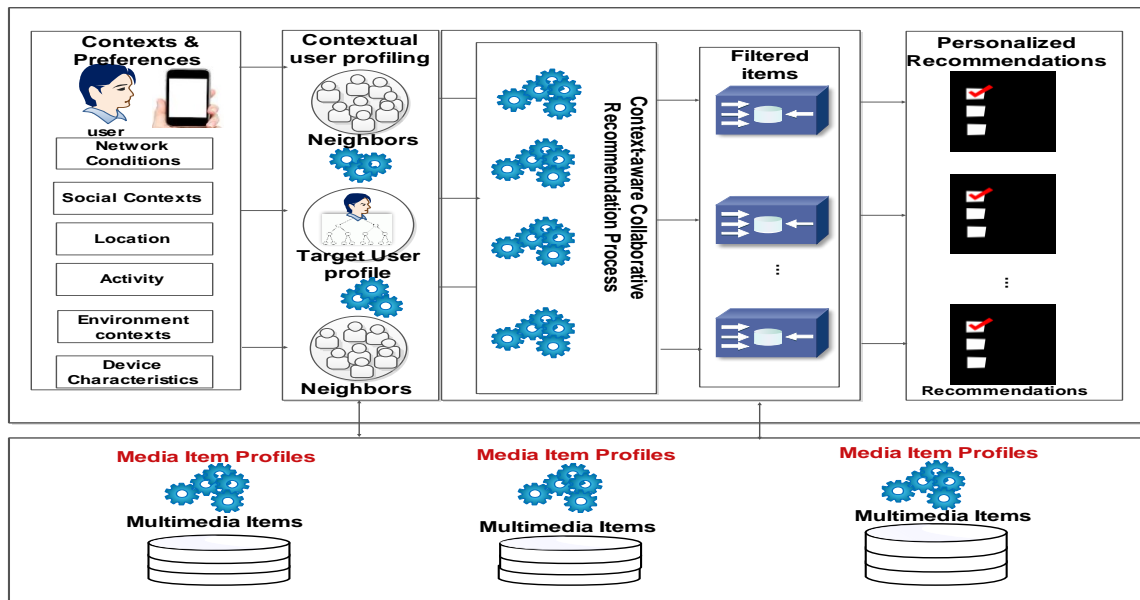 Contexts &
Preferences
user
Network
Conditions
Social Contexts
Location
Activity
Environment
contexts
Device
Characteristics
Contextual
user profiling
Neighbors
Target User
profile
Neighbors
Context-aware Collaborative
Recommendation Process
Filtered
items
...
Personalized
Recommendations
...
Recommendations
Media Item Profiles
Multimedia Items
Media Item Profiles
Multimedia Items
Media Item Profiles
Multimedia Items